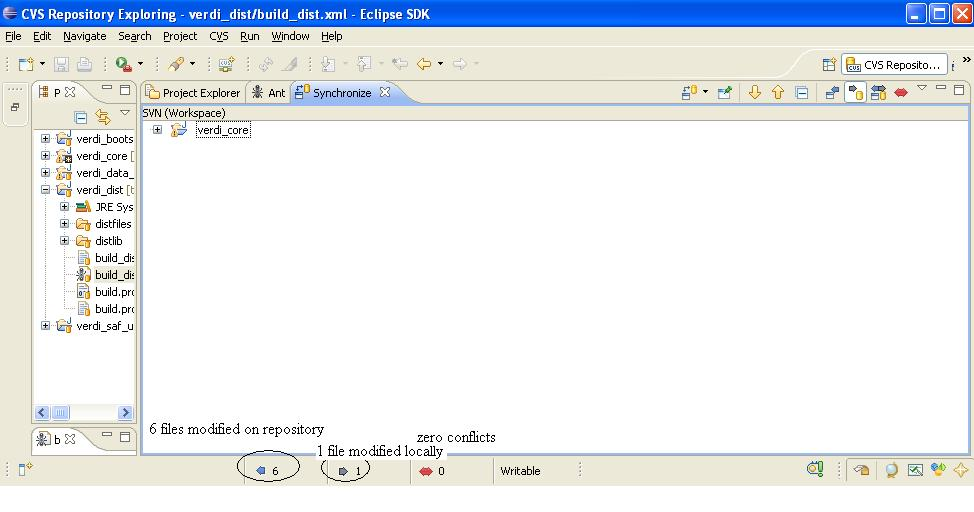 CVS Repository Exploring - verdi_dist/build_dist.xml - Eclipse SDK
File Edit Navigate Search Project CVS Run Window Help
CVS Reposito...
P
Project Explorer
Ant
Synchronize
SVN (Workspace)
verdi_core
verdi_boots
verdi_core [
verdi_data_
verdi_dist [t
JRE Sys
distfiles
distlib
build_dis
build_dis
build.pro
build.pro
verdi_saf_u
b
6 files modified on repository
zero conflicts
1 file modified locally
6
1
0
Writable